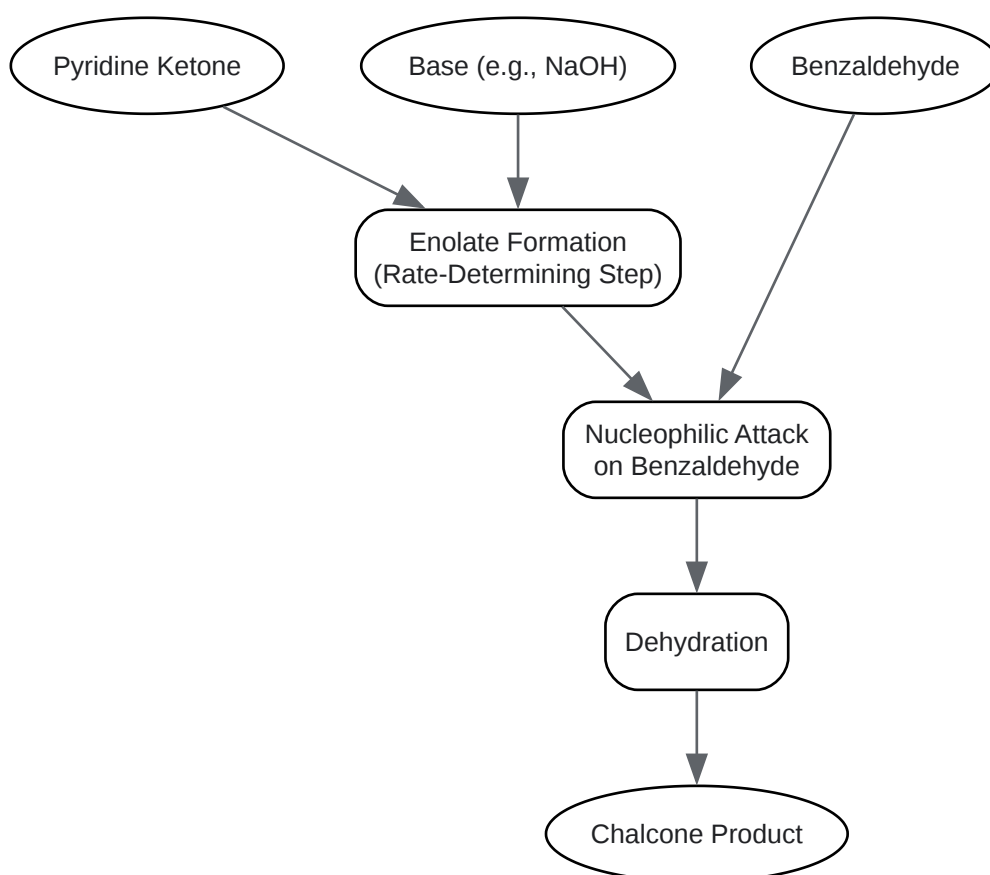 Pyridine Ketone
Base (e.g., NaOH)
Benzaldehyde
Enolate Formation
(Rate-Determining Step)
Nucleophilic Attack
on Benzaldehyde
Dehydration
Chalcone Product